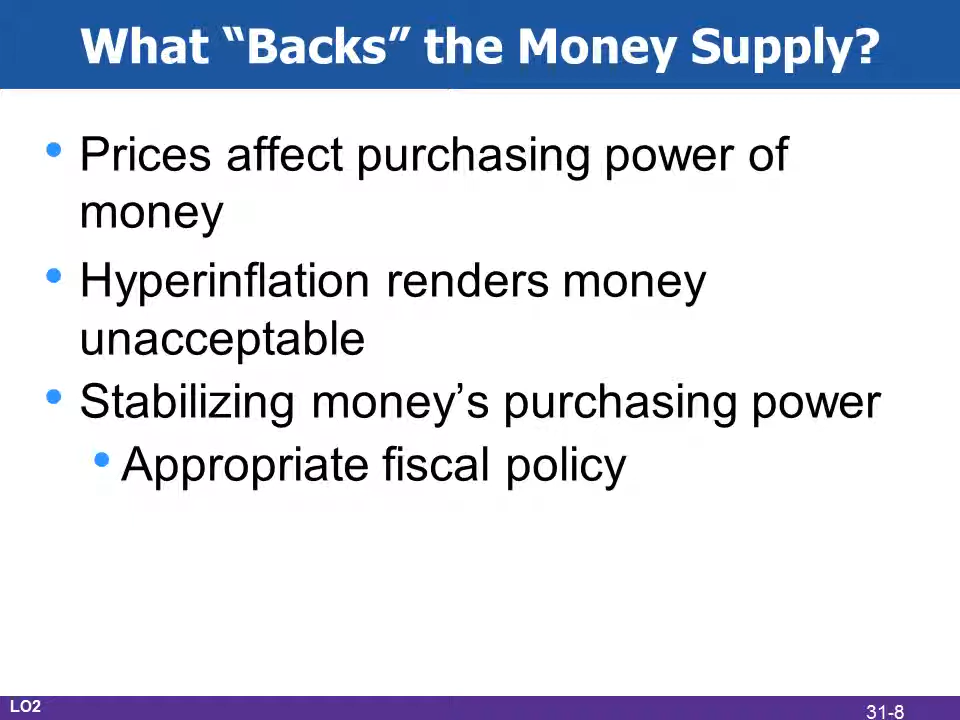 What “Backs” the Money Supply?
• Prices affect purchasing power of
money
• Hyperinflation renders money
unacceptable
• Stabilizing money’s purchasing power
• Appropriate fiscal policy
LO2
31-8